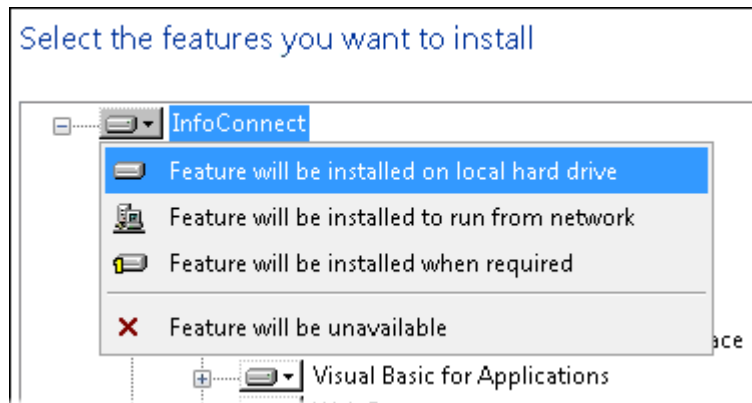 Select the features you want to install
InfoConnect
Feature will be installed on local hard drive
Feature will be installed to run from network
Feature will be installed when required
Feature will be unavailable
ace
Visual Basic for Applications